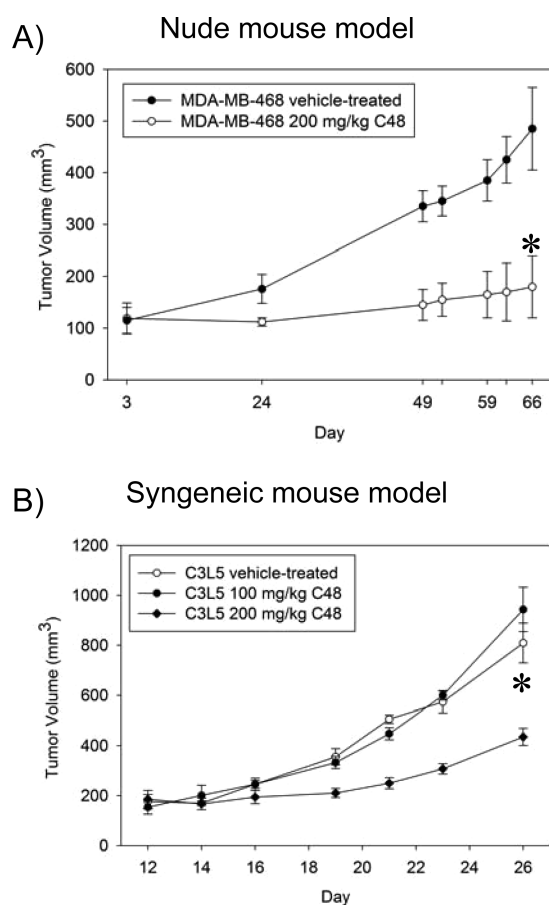 A) Nude mouse model
MDA-MB-468 vehicle-treated
MDA-MB-468 200 mg/kg C48
Tumor Volume (mm³)
600
500
400
300
200
100
0
*
3 24 49 59 66
Day
B) Syngeneic mouse model
C3L5 vehicle-treated
C3L5 100 mg/kg C48
C3L5 200 mg/kg C48
Tumor Volume (mm³)
1200
1000
800
600
400
200
0
*
12 14 16 18 20 22 24 26
Day